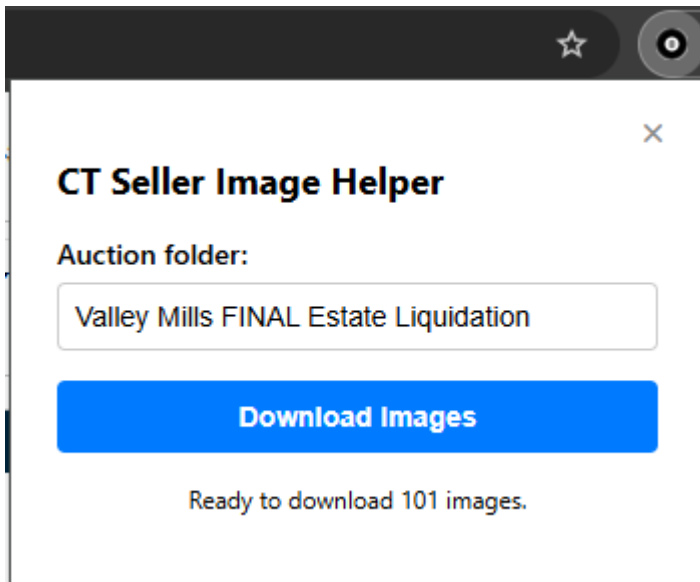 CT Seller Image Helper
Auction folder:
Valley Mills FINAL Estate Liquidation
Download Images
Ready to download 101 images.